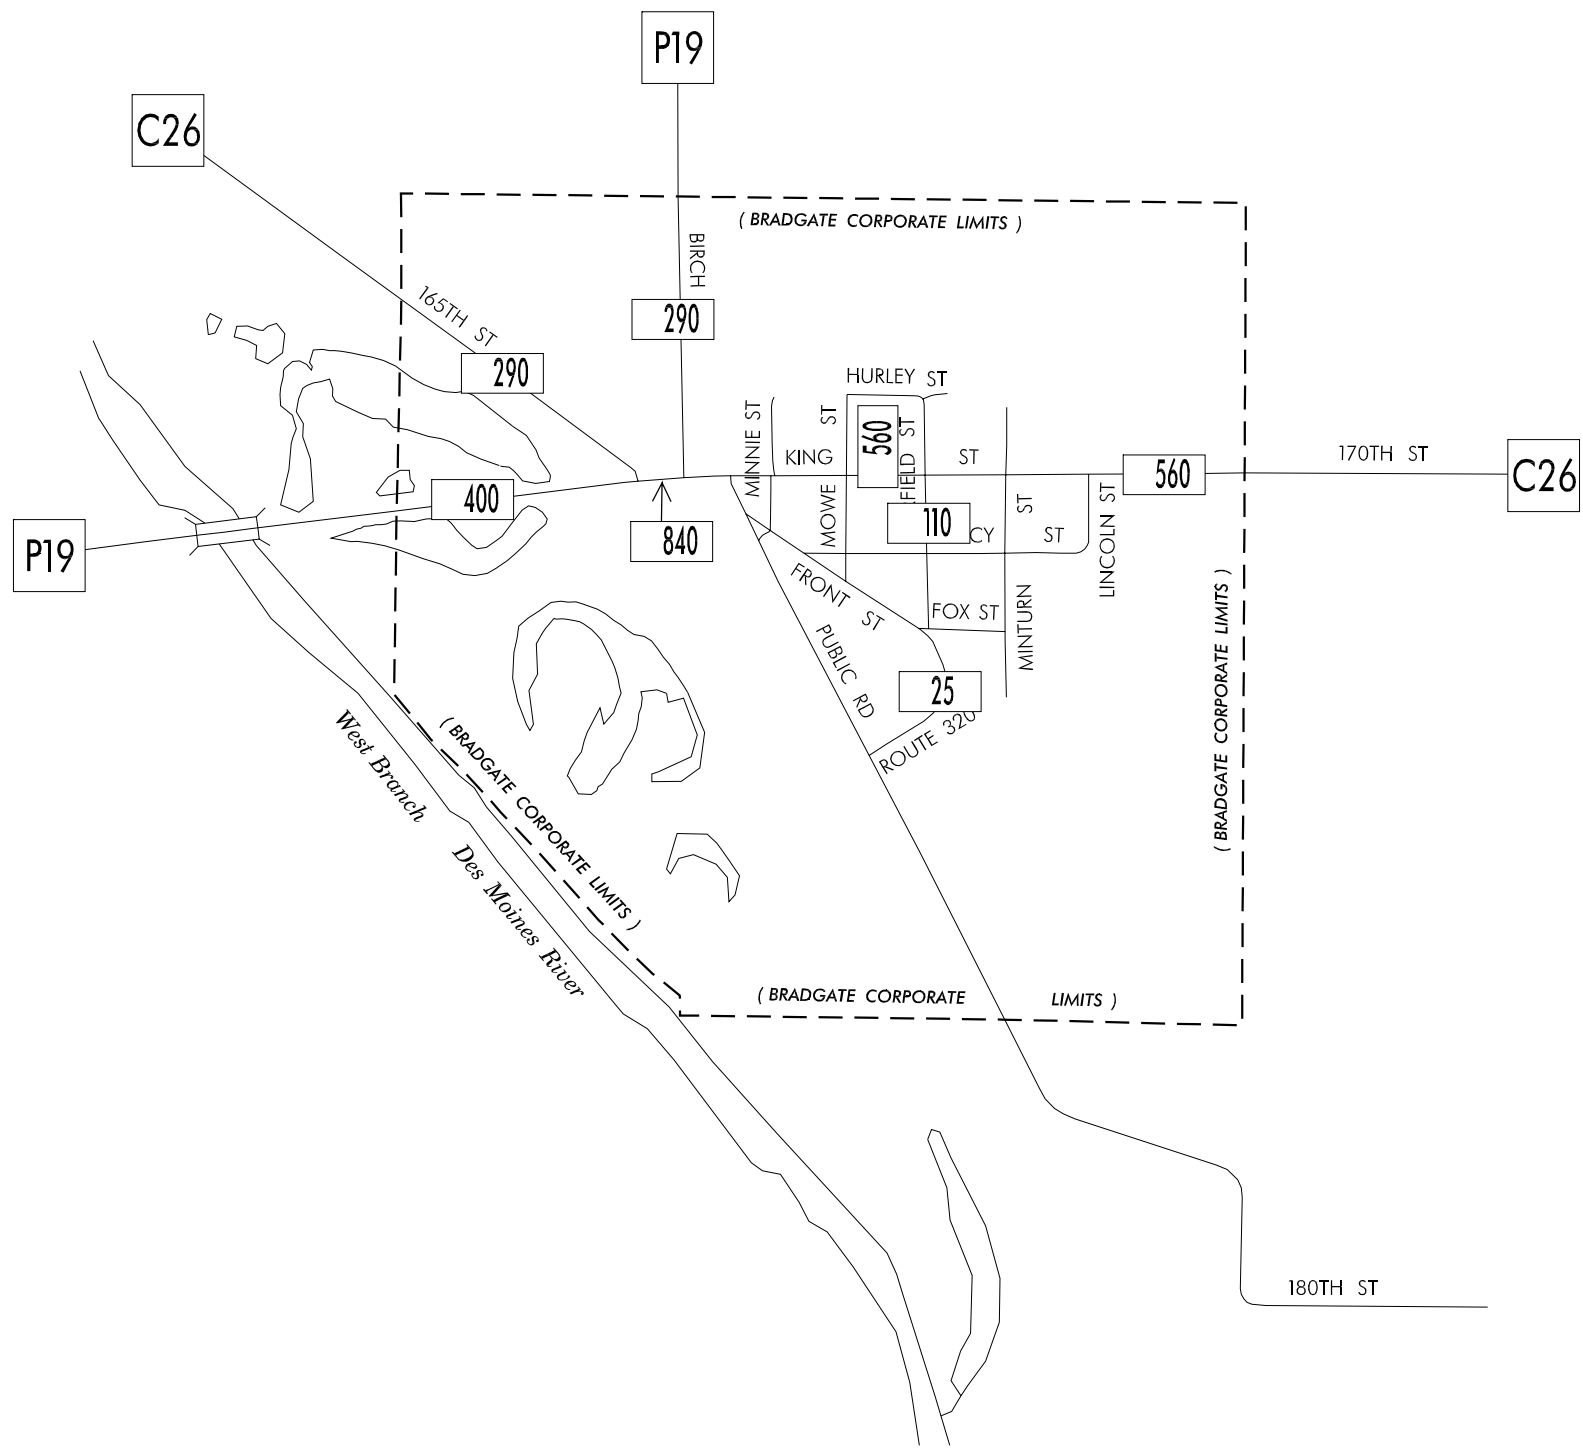 P19
C26
( BRADGATE CORPORATE LIMITS )
BIRCH
165TH ST
290
290
HURLEY ST
MINNIE ST
MOWE ST
560
FIELD ST
KING ST
170TH ST
C26
560
400
840
110
CY ST
MINTURN ST
LINCOLN ST
P19
FRONT ST
FOX ST
PUBLIC RD
25
ROUTE 320
( BRADGATE CORPORATE LIMITS )
( BRADGATE CORPORATE LIMITS )
West Branch
Des Moines River
( BRADGATE CORPORATE LIMITS )
180TH ST